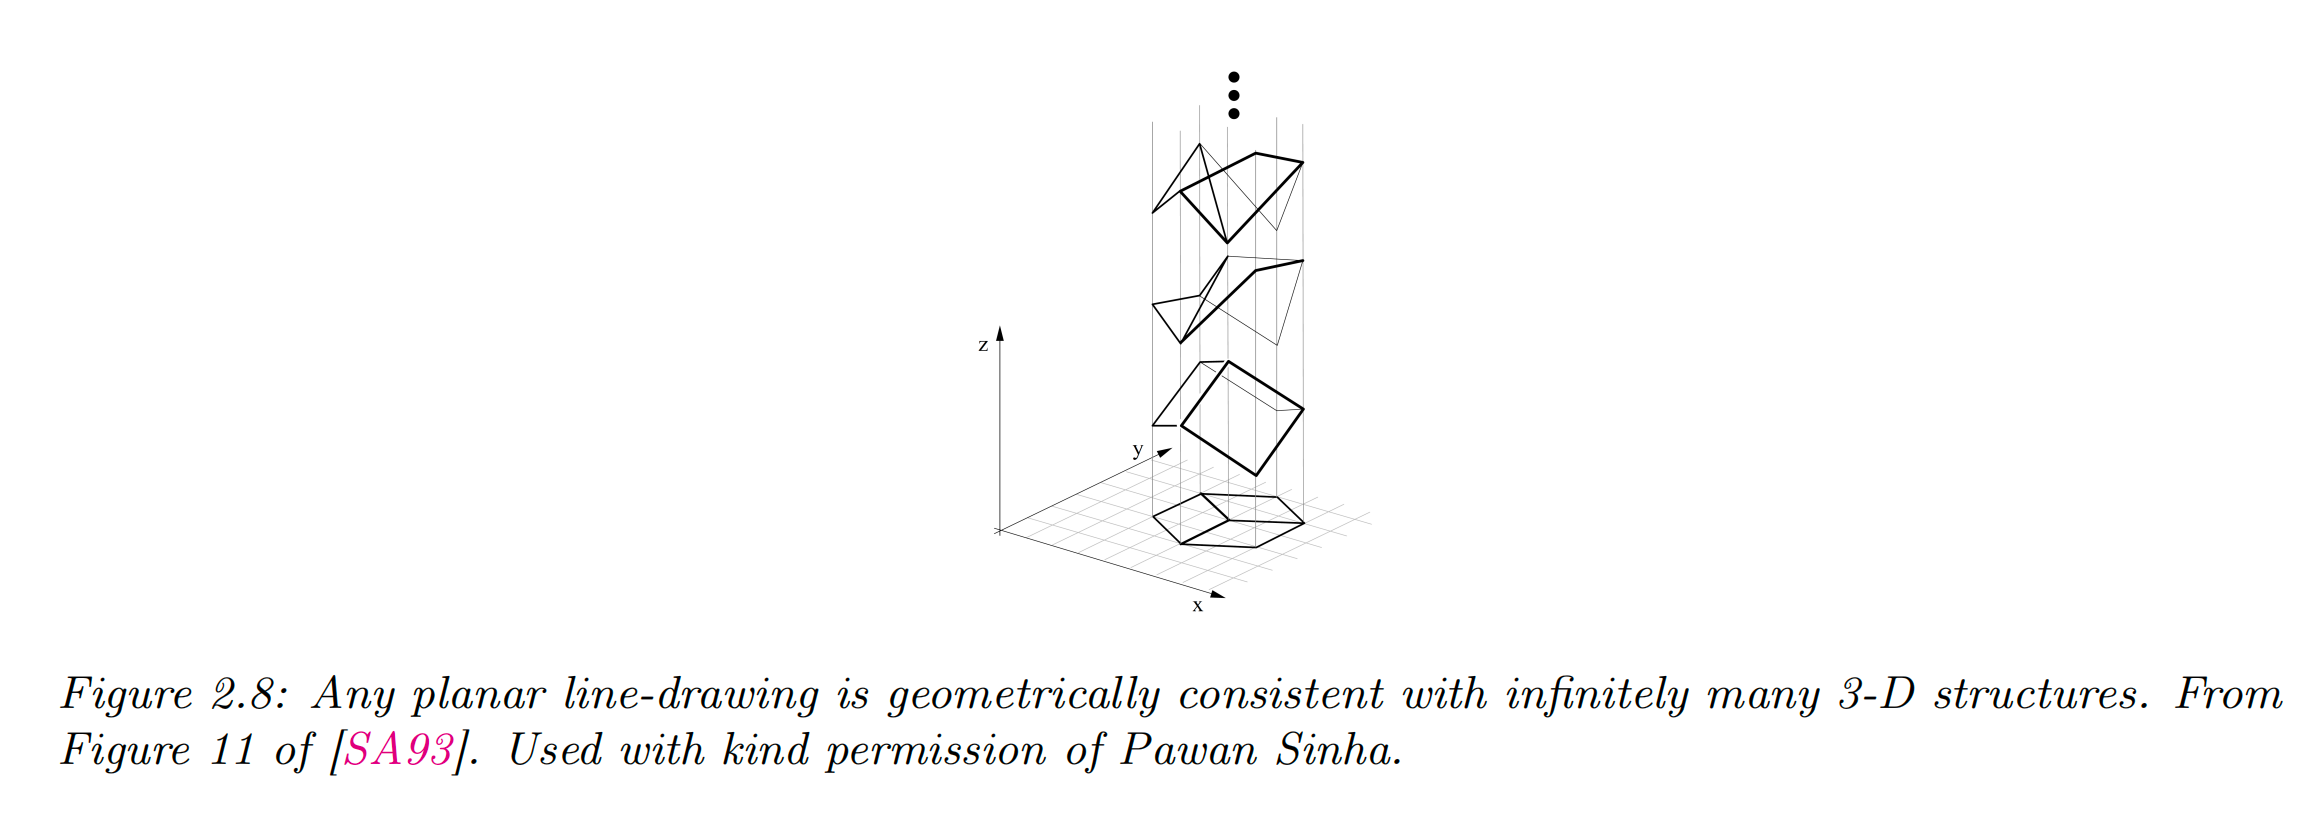 z
y
x
Figure 2.8: Any planar line-drawing is geometrically consistent with infinitely many 3-D structures. From
Figure 11 of [SA93]. Used with kind permission of Pawan Sinha.